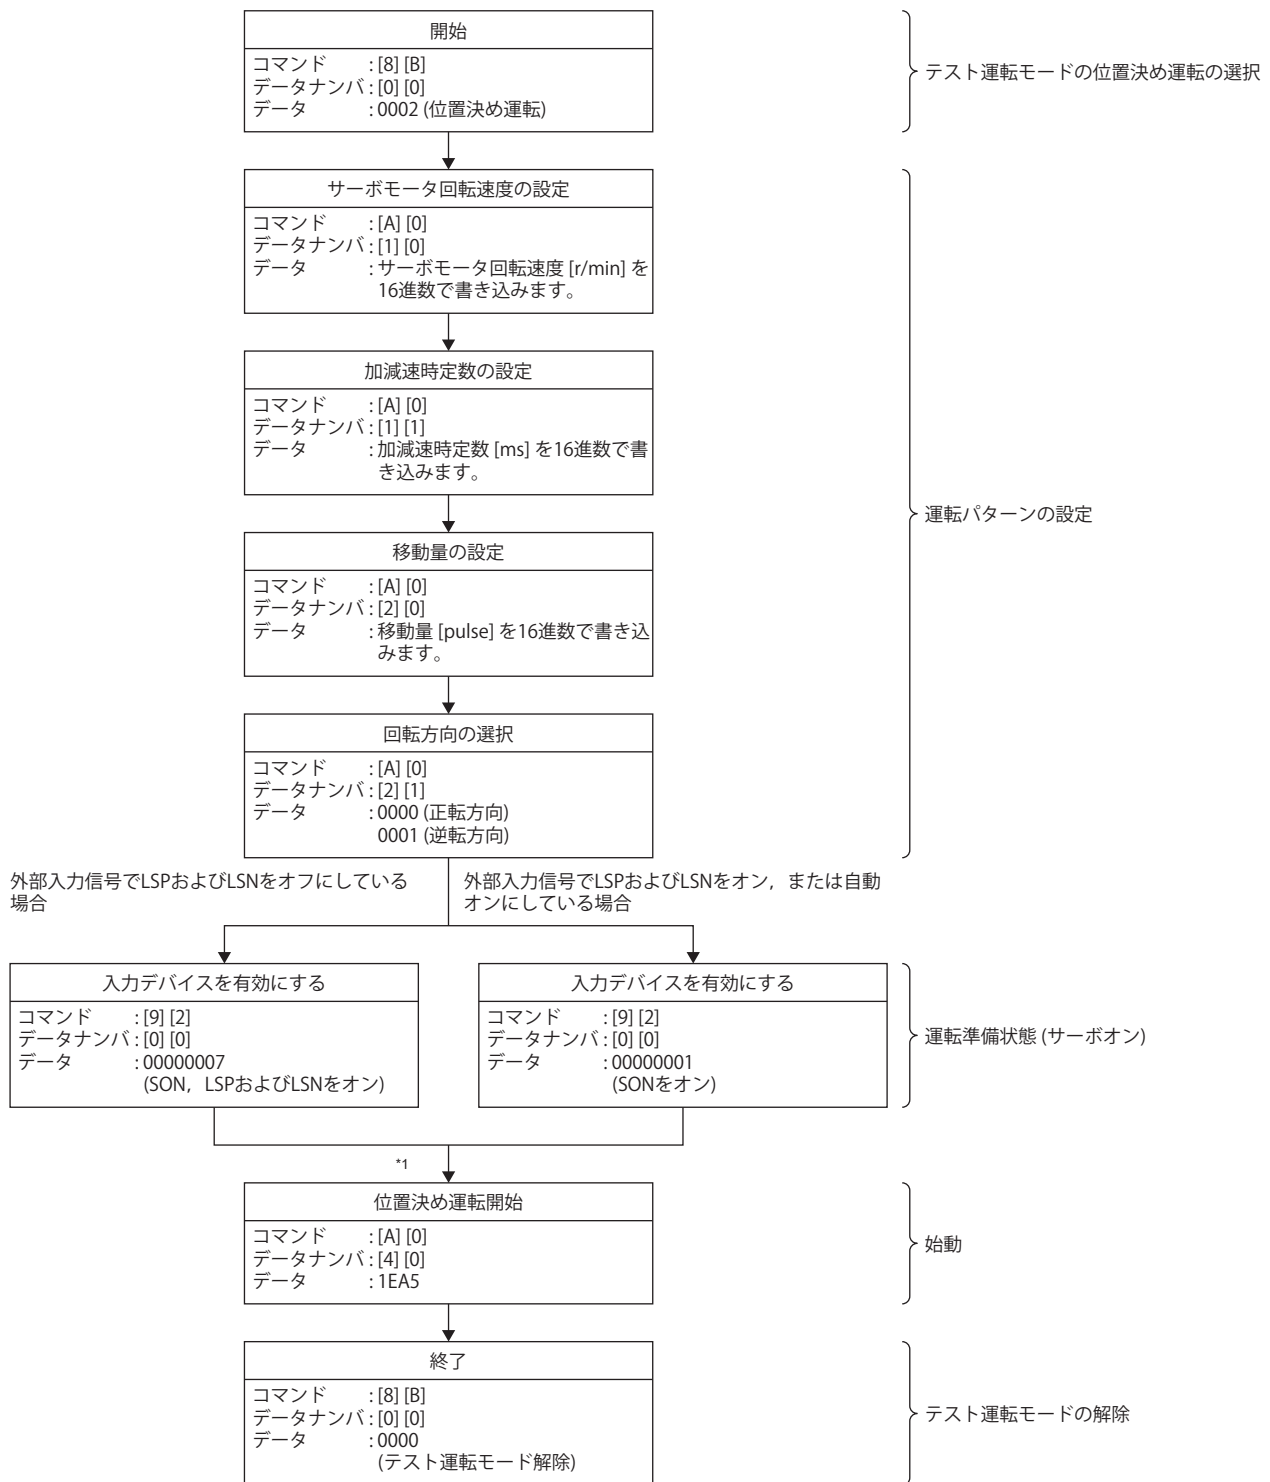 開始
コマンド : [8] [B]
データナンバ : [0] [0]
データ : 0002 (位置決め運転)
テスト運転モードの位置決め運転の選択
サーボモータ回転速度の設定
コマンド : [A] [0]
データナンバ : [1] [0]
データ : サーボモータ回転速度 [r/min] を
16進数で書き込みます。
加減速時定数の設定
コマンド : [A] [0]
データナンバ : [1] [1]
データ : 加減速時定数 [ms] を16進数で書
き込みます。
運転パターンの設定
移動量の設定
コマンド : [A] [0]
データナンバ : [2] [0]
データ : 移動量 [pulse] を16進数で書き込
みます。
回転方向の選択
コマンド : [A] [0]
データナンバ : [2] [1]
データ : 0000 (正転方向)
0001 (逆転方向)
外部入力信号でLSPおよびLSNをオフにしている
場合
外部入力信号でLSPおよびLSNをオン，または自動
オンにしている場合
入力デバイスを有効にする
コマンド : [9] [2]
データナンバ : [0] [0]
データ : 00000007
(SON，LSPおよびLSNをオン)
入力デバイスを有効にする
コマンド : [9] [2]
データナンバ : [0] [0]
データ : 00000001
(SONをオン)
運転準備状態 (サーボオン)
*1
位置決め運転開始
コマンド : [A] [0]
データナンバ : [4] [0]
データ : 1EA5
始動
終了
コマンド : [8] [B]
データナンバ : [0] [0]
データ : 0000
(テスト運転モード解除)
テスト運転モードの解除